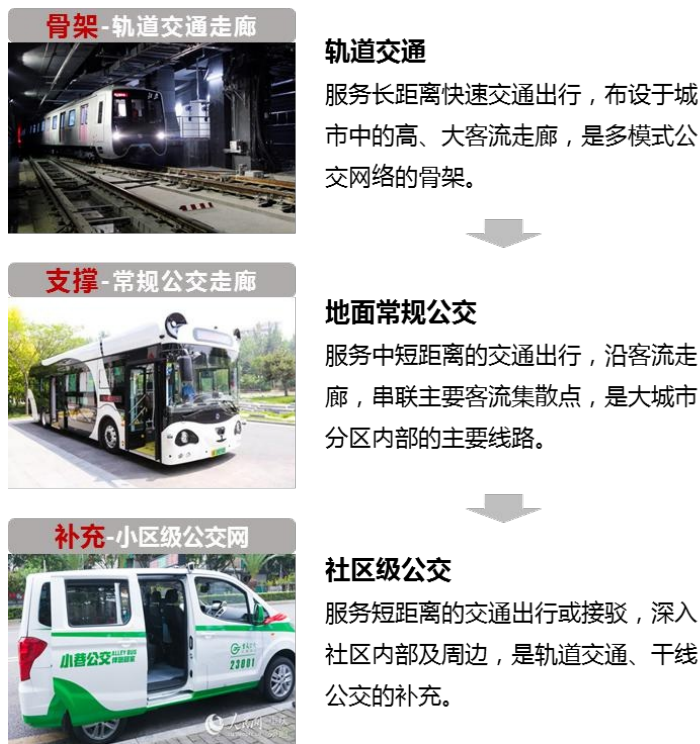 骨架-轨道交通走廊
轨道交通
服务长距离快速交通出行，布设于城
市中的高、大客流走廊，是多模式公
交网络的骨架。
支撑-常规公交走廊
地面常规公交
服务中短距离的交通出行，沿客流走
廊，串联主要客流集散点，是大城市
分区内部的主要线路。
补充-小区级公交网
小巷公交 ALLEY BUS
23001
人民网
社区级公交
服务短距离的交通出行或接驳，深入
社区内部及周边，是轨道交通、干线
公交的补充。